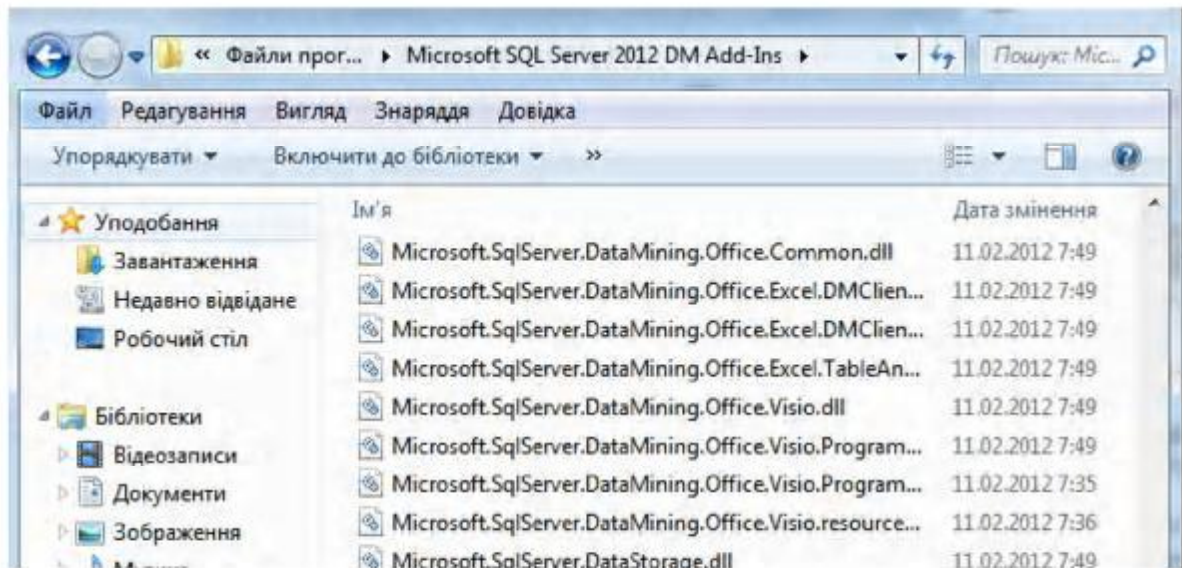 « Файли прог... Microsoft SQL Server 2012 DM Add-Ins Пошук: Mic...
Файл Редагування Вигляд Знаряддя Довідка
Упорядкувати Включити до бібліотеки »
Уподобання
Завантаження
Недавно відвідане
Робочий стіл
Бібліотеки
Відеозаписи
Документи
Зображення
Ім'я Дата змінення
Microsoft.SqlServer.DataMining.Office.Common.dll 11.02.2012 7:49
Microsoft.SqlServer.DataMining.Office.Excel.DMClien... 11.02.2012 7:49
Microsoft.SqlServer.DataMining.Office.Excel.DMClien... 11.02.2012 7:49
Microsoft.SqlServer.DataMining.Office.Excel.TableAn... 11.02.2012 7:49
Microsoft.SqlServer.DataMining.Office.Visio.dll 11.02.2012 7:49
Microsoft.SqlServer.DataMining.Office.Visio.Program... 11.02.2012 7:49
Microsoft.SqlServer.DataMining.Office.Visio.Program... 11.02.2012 7:35
Microsoft.SqlServer.DataMining.Office.Visio.resource... 11.02.2012 7:36
Microsoft.SqlServer.DataStorage.dll 11.02.2012 7:49